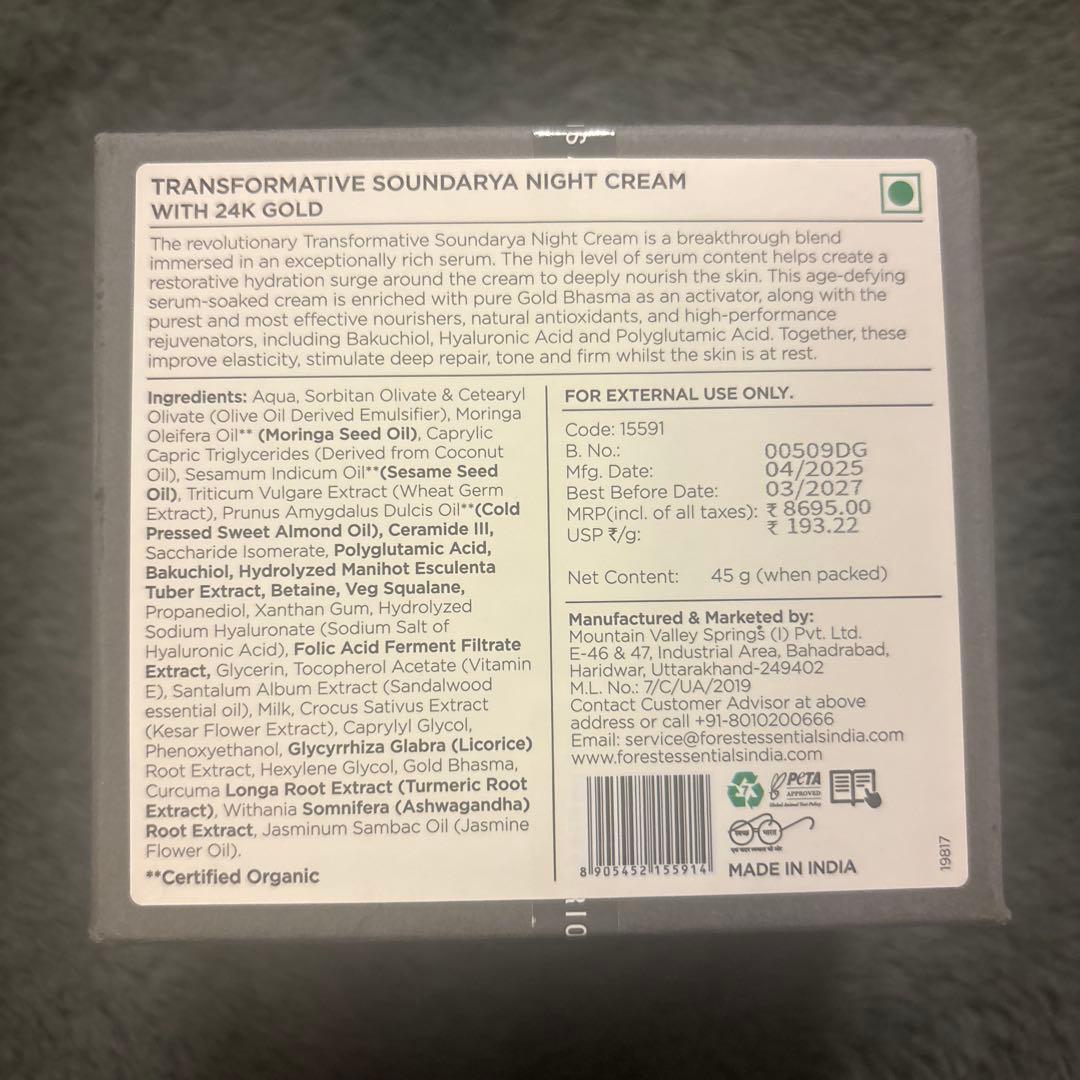 TRANSFORMATIVE SOUNDARYA NIGHT CREAM
WITH 24K GOLD
The revolutionary Transformative Soundarya Night Cream is a breakthrough blend
immersed in an exceptionally rich serum. The high level of serum content helps create a
restorative hydration surge around the cream to deeply nourish the skin. This age-defying
serum-soaked cream is enriched with pure Gold Bhasma as an activator, along with the
purest and most effective nourishers, natural antioxidants, and high-performance
rejuvenators, including Bakuchiol, Hyaluronic Acid and Polyglutamic Acid. Together, these
improve elasticity, stimulate deep repair, tone and firm whilst the skin is at rest.
Ingredients: Aqua, Sorbitan Olivate & Cetearyl
Olivate (Olive Oil Derived Emulsifier), Moringa
Oleifera Oil** (Moringa Seed Oil), Caprylic
Capric Triglycerides (Derived from Coconut
Oil), Sesamum Indicum Oil**(Sesame Seed
Oil), Triticum Vulgare Extract (Wheat Germ
Extract), Prunus Amygdalus Dulcis Oil**(Cold
Pressed Sweet Almond Oil), Ceramide III,
Saccharide Isomerate, Polyglutamic Acid,
Bakuchiol, Hydrolyzed Manihot Esculenta
Tuber Extract, Betaine, Veg Squalane,
Propanediol, Xanthan Gum, Hydrolyzed
Sodium Hyaluronate (Sodium Salt of
Hyaluronic Acid), Folic Acid Ferment Filtrate
Extract, Glycerin, Tocopherol Acetate (Vitamin
E), Santalum Album Extract (Sandalwood
essential oil), Milk, Crocus Sativus Extract
(Kesar Flower Extract), Caprylyl Glycol,
Phenoxyethanol, Glycyrrhiza Glabra (Licorice)
Root Extract, Hexylene Glycol, Gold Bhasma,
Curcuma Longa Root Extract (Turmeric Root
Extract), Withania Somnifera (Ashwagandha)
Root Extract, Jasminum Sambac Oil (Jasmine
Flower Oil).
**Certified Organic
FOR EXTERNAL USE ONLY.
Code: 15591
B. No.: 00509DG
Mfg. Date: 04/2025
Best Before Date: 03/2027
MRP(incl. of all taxes): ₹ 8695.00
USP ₹/g: ₹ 193.22
Net Content: 45 g (when packed)
Manufactured & Marketed by:
Mountain Valley Springs (I) Pvt. Ltd.
E-46 & 47, Industrial Area, Bahadrabad,
Haridwar, Uttarakhand-249402
M.L. No.: 7/C/UA/2019
Contact Customer Advisor at above
address or call +91-8010200666
Email: service@forestessentialsindia.com
www.forestessentialsindia.com
7
PETA
APPROVED
Global Animal Test Policy
स्वच्छ भारत
एक कदम स्वच्छता की ओर
8 905452 155914
MADE IN INDIA
19817